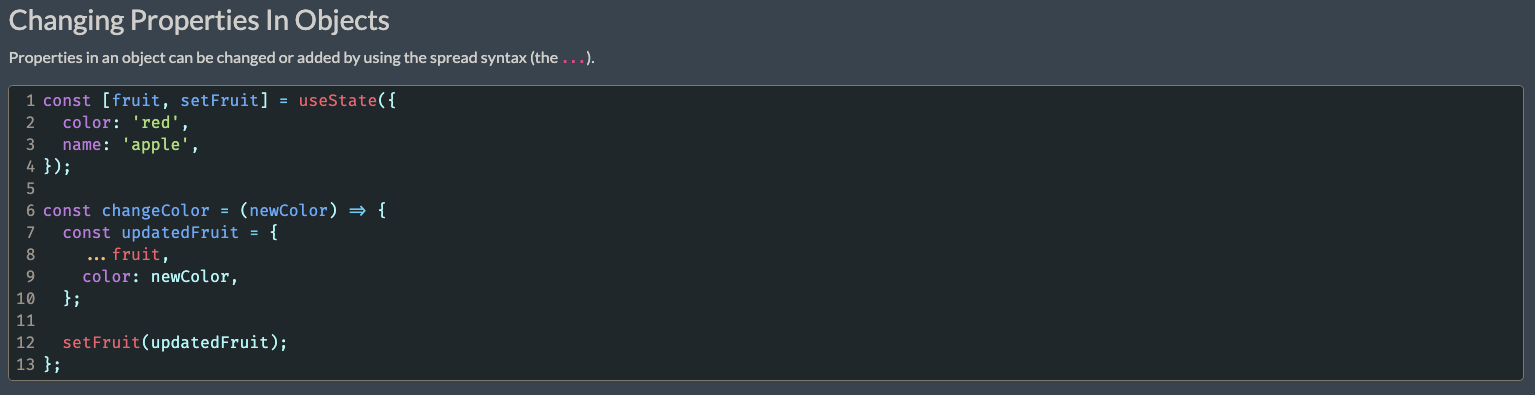 Changing Properties In Objects
Properties in an object can be changed or added by using the spread syntax (the ...).
1 const [fruit, setFruit] = useState({
2   color: 'red',
3   name: 'apple',
4 });
5
6 const changeColor = (newColor) => {
7   const updatedFruit = {
8     ...fruit,
9     color: newColor,
10   };
11
12   setFruit(updatedFruit);
13 };